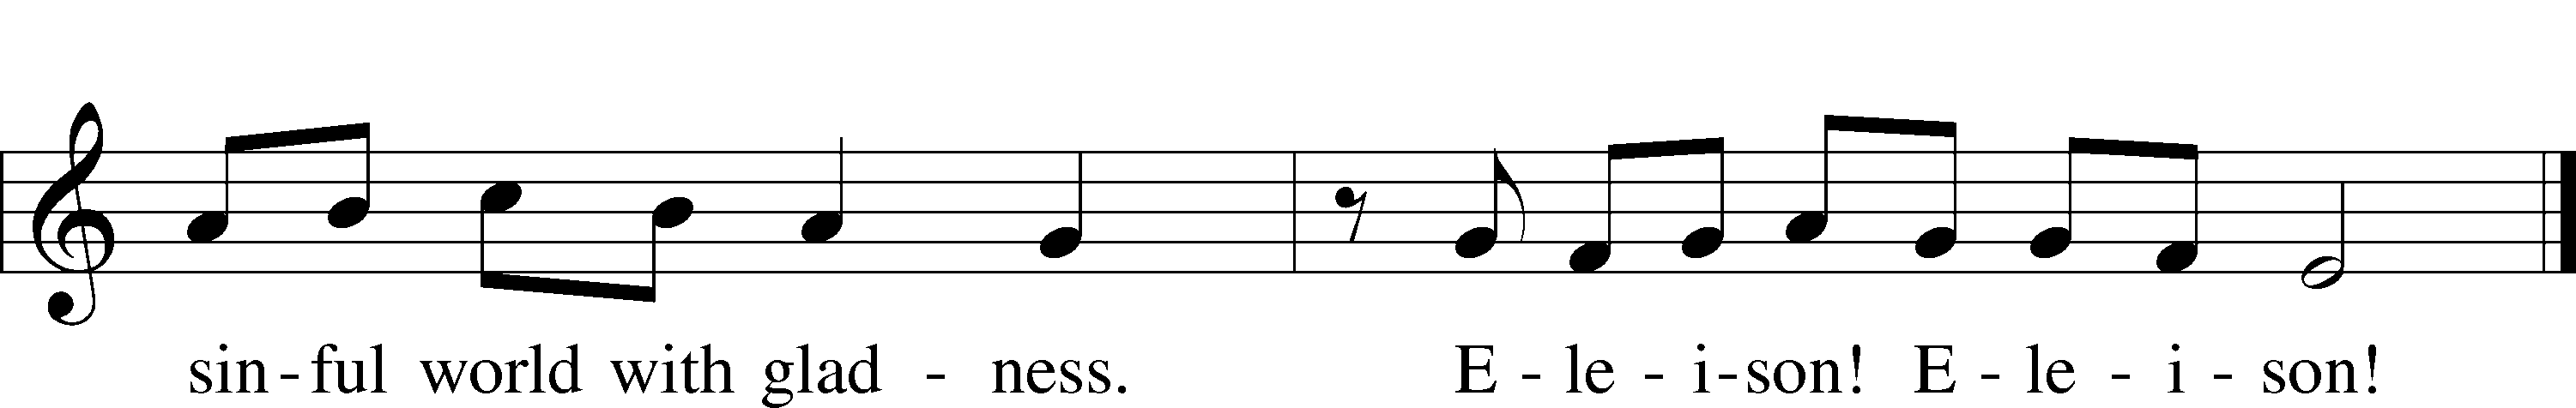 sin-ful world with glad - ness. E - le - i-son! E - le - i - son!